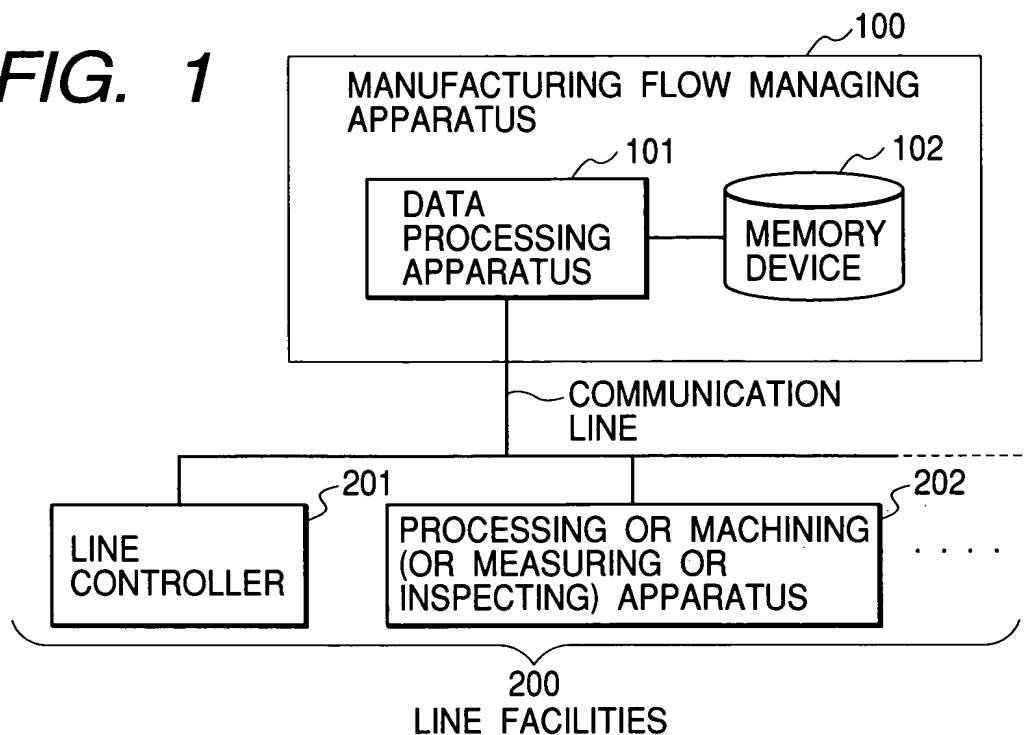 FIG. 1
100
MANUFACTURING FLOW MANAGING
APPARATUS
101
102
DATA
PROCESSING
APPARATUS
MEMORY
DEVICE
COMMUNICATION
LINE
201
202
LINE
CONTROLLER
PROCESSING OR MACHINING
(OR MEASURING OR
INSPECTING) APPARATUS
. . . .
200
LINE FACILITIES